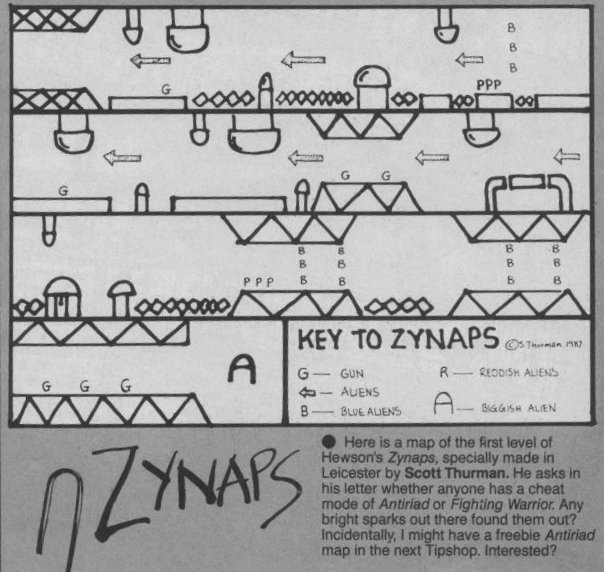 B
B
G
B
PPP
G
G G
B B
B B
P P P B B B B
KEY TO ZYNAPS © S Thurman. 1987
G — GUN R — REDDISH ALIENS
— ALIENS
B — BLUE ALIENS — BIGGISH ALIEN
G G G
ZYNAPS
● Here is a map of the first level of
Hewson's Zynaps, specially made in
Leicester by Scott Thurman. He asks in
his letter whether anyone has a cheat
mode of Antiriad or Fighting Warrior. Any
bright sparks out there found them out?
Incidentally, I might have a freebie Antiriad
map in the next Tipshop. Interested?